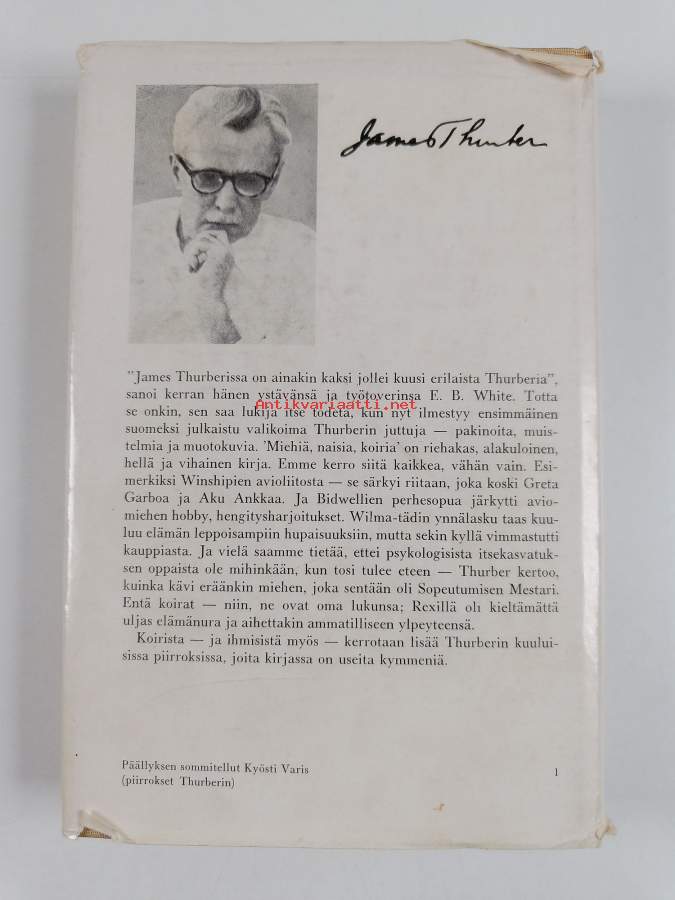 James Thurber
"James Thurberissa on ainakin kaksi jollei kuusi erilaista Thurberia",
sanoi kerran hänen ystävänsä ja työtoverinsa E. B. White. Totta
Antikvariaatti.net
se onkin, sen saa lukija itse todeta, kun nyt ilmestyy ensimmäinen
suomeksi julkaistu valikoima Thurberin juttuja — pakinoita, muis-
telmia ja muotokuvia. 'Miehiä, naisia, koiria' on riehakas, alakuloinen,
hellä ja vihainen kirja. Emme kerro siitä kaikkea, vähän vain. Esi-
merkiksi Winshipien avioliitosta — se särkyi riitaan, joka koski Greta
Garboa ja Aku Ankkaa. Ja Bidwellien perhesopua järkytti avio-
miehen hobby, hengitysharjoitukset. Wilma-tädin ynnälasku taas kuu-
luu elämän leppoisampiin hupaisuuksiin, mutta sekin kyllä vimmastutti
kauppiasta. Ja vielä saamme tietää, ettei psykologisista itsekasvatuk-
sen oppaista ole mihinkään, kun tosi tulee eteen — Thurber kertoo,
kuinka kävi eräänkin miehen, joka sentään oli Sopeutumisen Mestari.
Entä koirat — niin, ne ovat oma lukunsa; Rexillä oli kieltämättä
uljas elämänura ja aihettakin ammatilliseen ylpeyteensä.
Koirista — ja ihmisistä myös — kerrotaan lisää Thurberin kuului-
sissa piirroksissa, joita kirjassa on useita kymmeniä.
Päällyksen sommitellut Kyösti Varis
(piirrokset Thurberin)
1